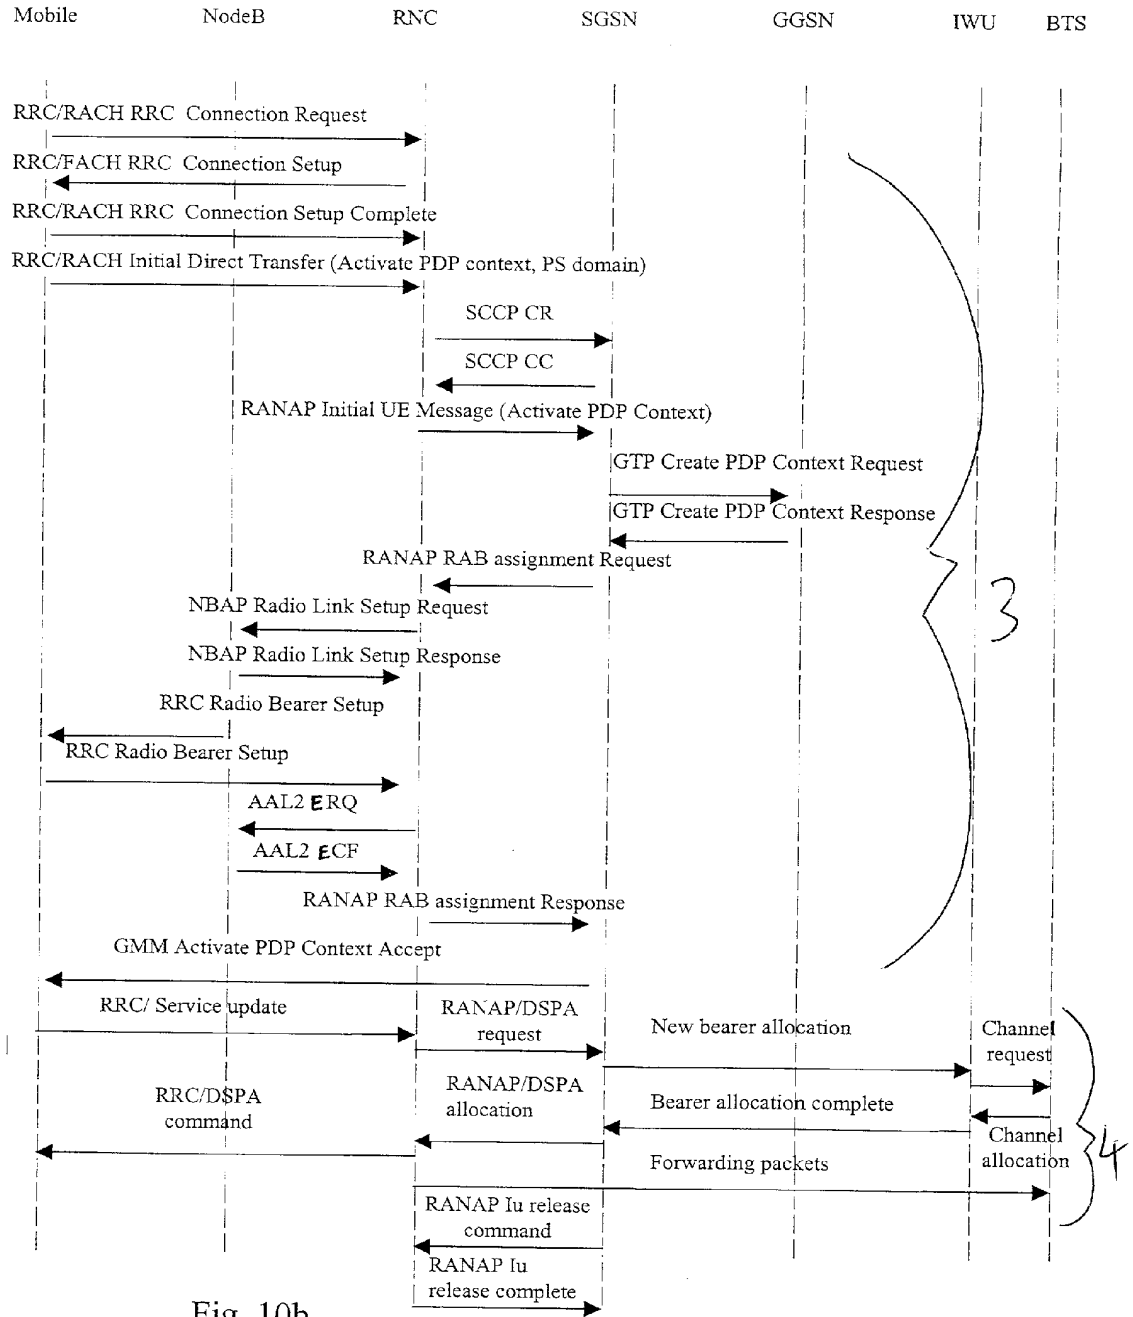 Mobile NodeB RNC SGSN GGSN IWU BTS
RRC/RACH RRC Connection Request
RRC/FACH RRC Connection Setup
RRC/RACH RRC Connection Setup Complete
RRC/RACH Initial Direct Transfer (Activate PDP context, PS domain)
SCCP CR
SCCP CC
RANAP Initial UE Message (Activate PDP Context)
GTP Create PDP Context Request
GTP Create PDP Context Response
RANAP RAB assignment Request
NBAP Radio Link Setup Request
3
NBAP Radio Link Setup Response
RRC Radio Bearer Setup
RRC Radio Bearer Setup
AAL2 ERQ
AAL2 ECF
RANAP RAB assignment Response
GMM Activate PDP Context Accept
RRC/ Service update
RANAP/DSPA
request
New bearer allocation
Channel
request
RRC/DSPA
command
RANAP/DSPA
allocation
Bearer allocation complete
Channel
allocation
4
Forwarding packets
RANAP Iu release
command
RANAP Iu
release complete
Fig. 10b